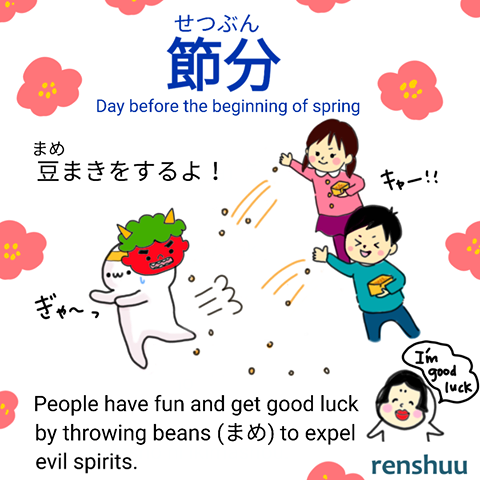 せつぶん
節分
Day before the beginning of spring
まめ
豆まきをするよ！
キャー!!
ぎゃ〜っ
I'm
good
luck
People have fun and get good luck
by throwing beans (まめ) to expel
evil spirits.
renshuu